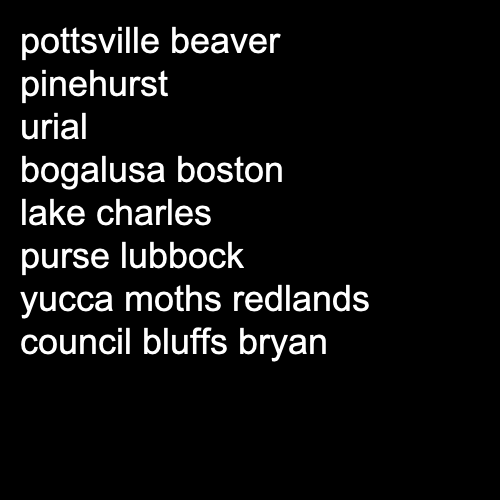 pottsville beaver
pinehurst
urial
bogalusa boston
lake charles
purse lubbock
yucca moths redlands
council bluffs bryan